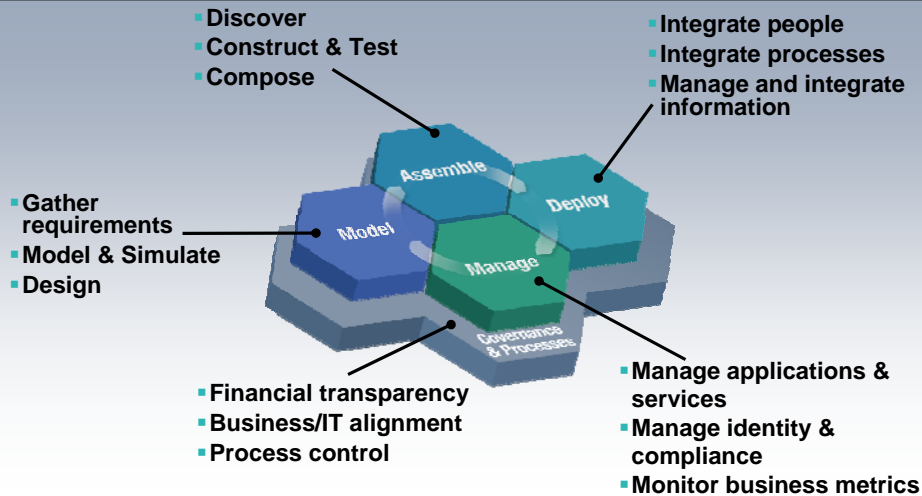 ▪ Discover
▪ Construct & Test
▪ Compose
▪ Integrate people
▪ Integrate processes
▪ Manage and integrate
information
Assemble
Deploy
Model
Manage
▪ Gather
requirements
▪ Model & Simulate
▪ Design
Governance
& Processes
▪ Financial transparency
▪ Business/IT alignment
▪ Process control
▪ Manage applications &
services
▪ Manage identity &
compliance
▪ Monitor business metrics